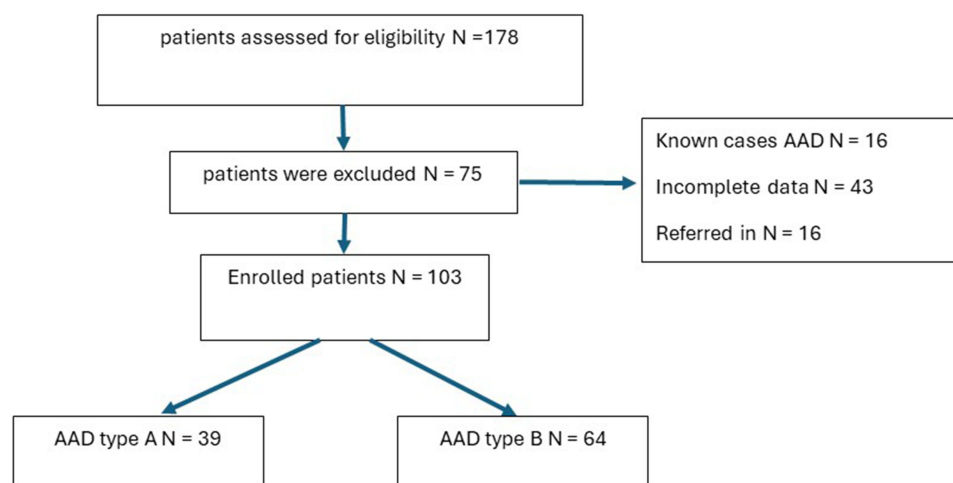 patients assessed for eligibility N =178
patients were excluded N = 75
Known cases AAD N = 16
Incomplete data N = 43
Referred in N = 16
Enrolled patients N = 103
AAD type A N = 39
AAD type B N = 64